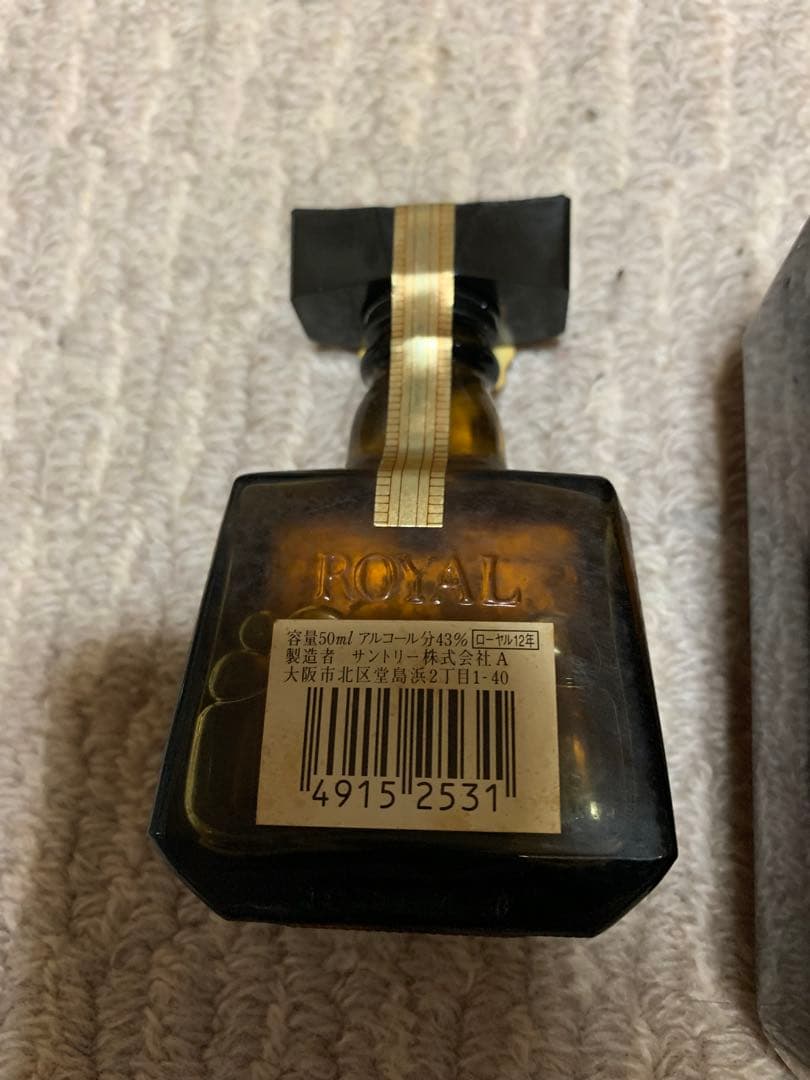 ROYAL
容量50ml アルコール分43% ローヤル12年
製造者 サントリー株式会社 A
大阪市北区堂島浜2丁目1-40
4915 2531